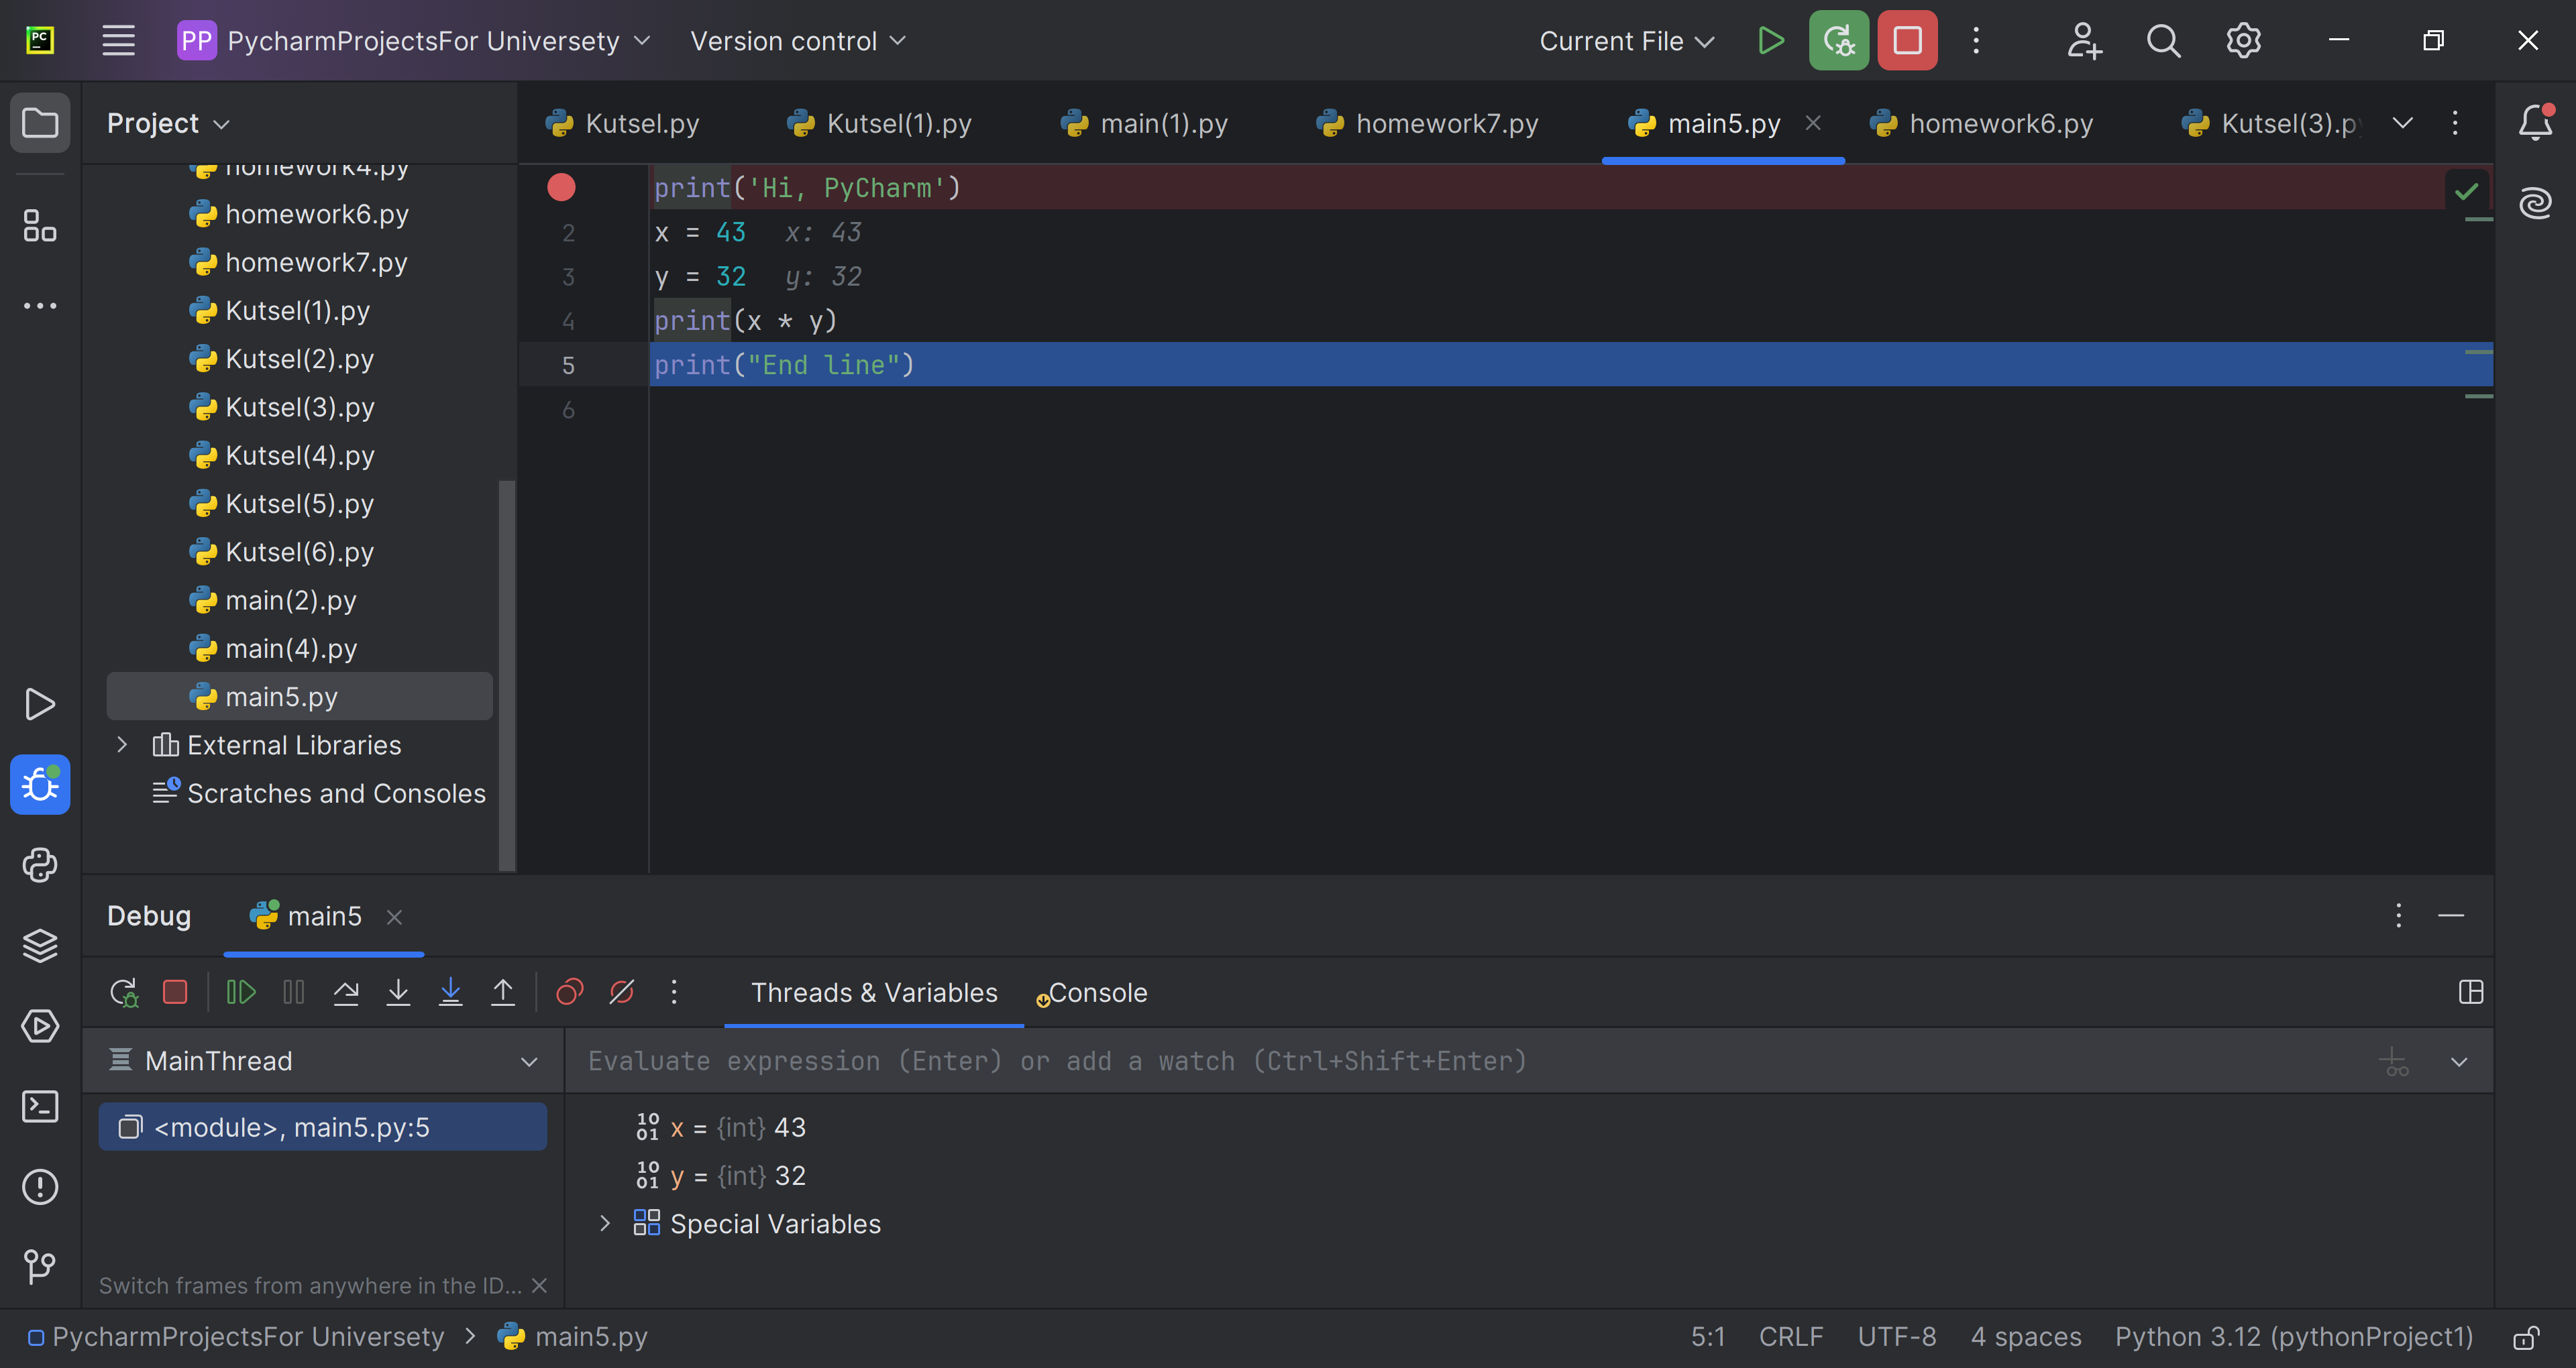 PC
PP PycharmProjectsFor Universety Version control Current File
Project
Kutsel.py Kutsel(1).py main(1).py homework7.py main5.py homework6.py Kutsel(3).py
homework4.py
homework6.py
homework7.py
Kutsel(1).py
Kutsel(2).py
Kutsel(3).py
Kutsel(4).py
Kutsel(5).py
Kutsel(6).py
main(2).py
main(4).py
main5.py
External Libraries
Scratches and Consoles
print('Hi, PyCharm')
2 x = 43 x: 43
3 y = 32 y: 32
4 print(x * y)
5 print("End line")
6
Debug main5
Threads & Variables Console
MainThread
Evaluate expression (Enter) or add a watch (Ctrl+Shift+Enter)
<module>, main5.py:5
10 01 x = {int} 43
10 01 y = {int} 32
Special Variables
Switch frames from anywhere in the ID...
PycharmProjectsFor Universety > main5.py
5:1 CRLF UTF-8 4 spaces Python 3.12 (pythonProject1)